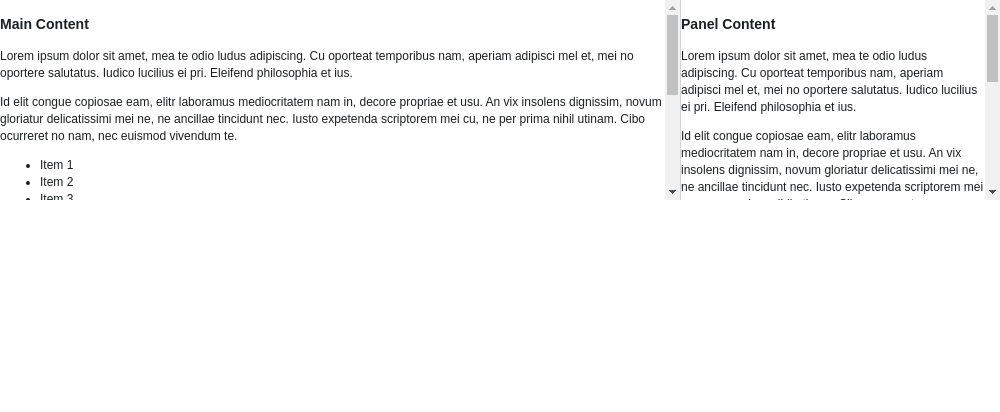 Main Content
Lorem ipsum dolor sit amet, mea te odio ludus adipiscing. Cu oporteat temporibus nam, aperiam adipisci mel et, mei no
oportere salutatus. Iudico lucilius ei pri. Eleifend philosophia et ius.
Id elit congue copiosae eam, elitr laboramus mediocritatem nam in, decore propriae et usu. An vix insolens dignissim, novum
gloriatur delicatissimi mei ne, ne ancillae tincidunt nec. Iusto expetenda scriptorem mei cu, ne per prima nihil utinam. Cibo
ocurreret no nam, nec euismod vivendum te.
• Item 1
• Item 2
• Item 3
Panel Content
Lorem ipsum dolor sit amet, mea te odio ludus
adipiscing. Cu oporteat temporibus nam, aperiam
adipisci mel et, mei no oportere salutatus. Iudico lucilius
ei pri. Eleifend philosophia et ius.
Id elit congue copiosae eam, elitr laboramus
mediocritatem nam in, decore propriae et usu. An vix
insolens dignissim, novum gloriatur delicatissimi mei ne,
ne ancillae tincidunt nec. Iusto expetenda scriptorem mei